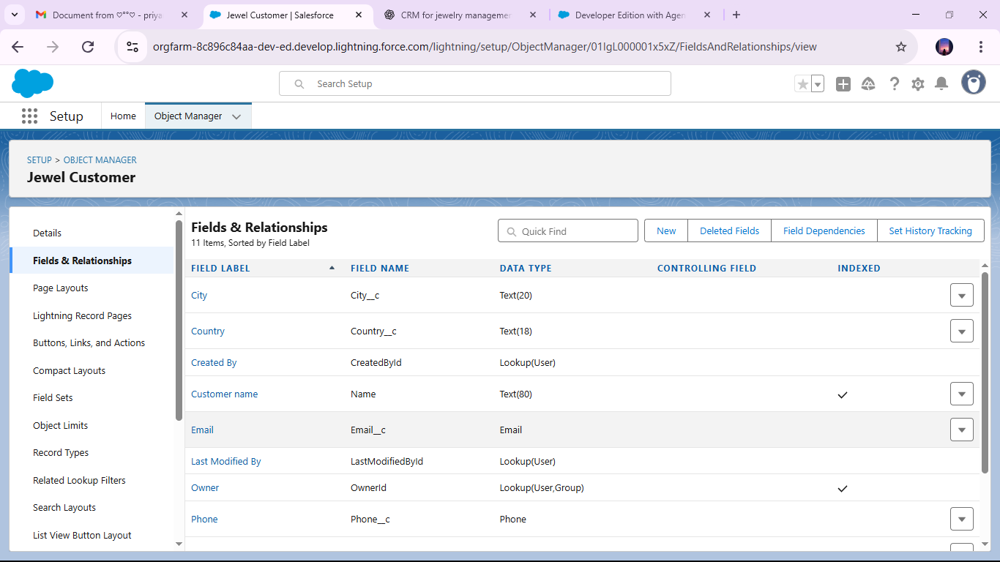 Document from ♡°°♡ - priya
Jewel Customer | Salesforce
CRM for jewelry managemen
Developer Edition with Agen
orgfarm-8c896c84aa-dev-ed.develop.lightning.force.com/lightning/setup/ObjectManager/01IgL000001x5xZ/FieldsAndRelationships/view
Search Setup
Setup
Home
Object Manager
SETUP > OBJECT MANAGER
Jewel Customer
Details
Fields & Relationships
Page Layouts
Lightning Record Pages
Buttons, Links, and Actions
Compact Layouts
Field Sets
Object Limits
Record Types
Related Lookup Filters
Search Layouts
List View Button Layout
Fields & Relationships
11 Items, Sorted by Field Label
Quick Find
New
Deleted Fields
Field Dependencies
Set History Tracking
FIELD LABEL FIELD NAME DATA TYPE CONTROLLING FIELD INDEXED
City City__c Text(20)
Country Country__c Text(18)
Created By CreatedById Lookup(User)
Customer name Name Text(80)
Email Email__c Email
Last Modified By LastModifiedById Lookup(User)
Owner OwnerId Lookup(User,Group)
Phone Phone__c Phone